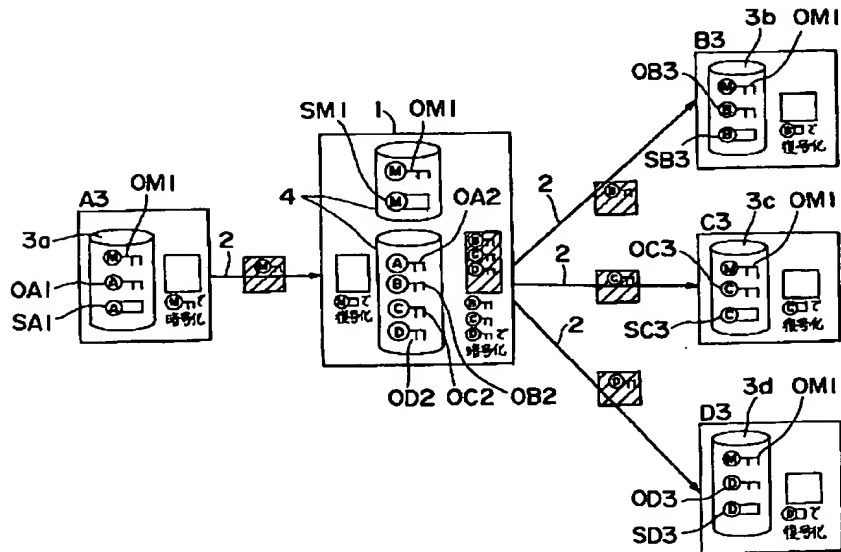 A3
3a
OM1
Ⓜ
Ⓐ
Ⓐ
OA1
SA1
Ⓜで
暗号化
2
Ⓜ
SM1
1
OM1
Ⓜ
Ⓜ
4
OA2
Ⓐ
Ⓑ
Ⓒ
Ⓓ
Ⓜで
復号化
Ⓑ
Ⓒ
Ⓓ
Ⓑ
Ⓒ
Ⓓで
暗号化
OD2
OC2
OB2
2
Ⓑ
2
Ⓒ
2
Ⓓ
B3
3b
OM1
OB3
Ⓜ
Ⓑ
Ⓑ
SB3
Ⓑで
復号化
C3
3c
OM1
OC3
Ⓜ
Ⓒ
Ⓒ
SC3
Ⓒで
復号化
D3
3d
OM1
Ⓜ
OD3
Ⓓ
SD3
Ⓓ
Ⓓで
復号化